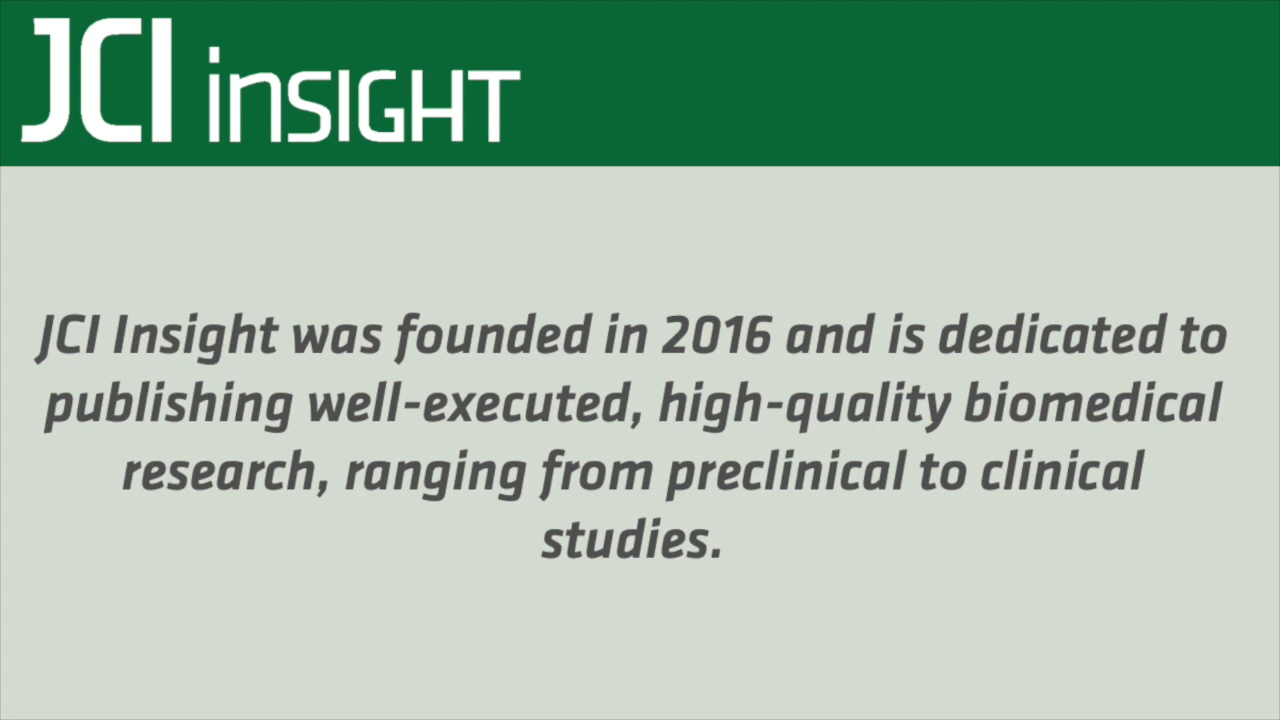 JCI inSIGHT
JCI Insight was founded in 2016 and is dedicated to
publishing well-executed, high-quality biomedical
research, ranging from preclinical to clinical
studies.